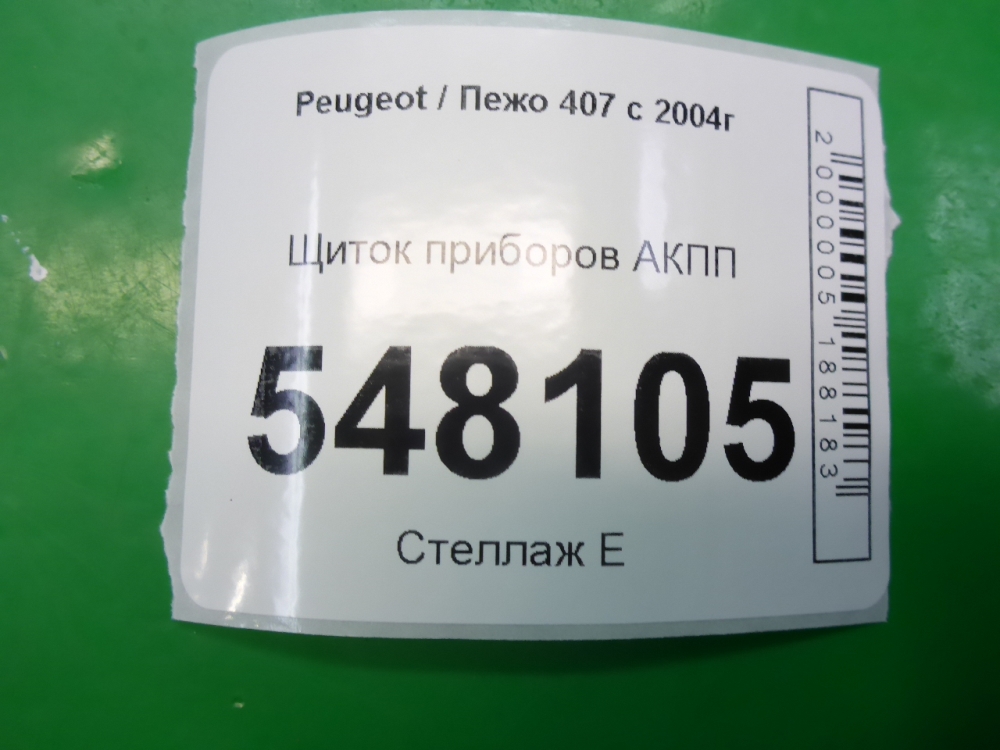 Peugeot / Пежо 407 с 2004г
Щиток приборов АКПП
548105
Стеллаж Е
2000005188183